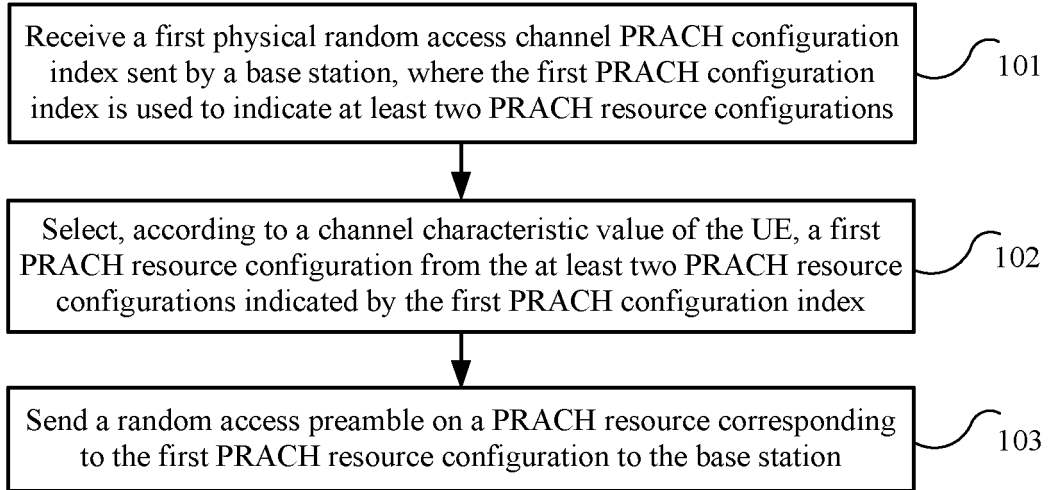 Receive a first physical random access channel PRACH configuration
index sent by a base station, where the first PRACH configuration
index is used to indicate at least two PRACH resource configurations
101
Select, according to a channel characteristic value of the UE, a first
PRACH resource configuration from the at least two PRACH resource
configurations indicated by the first PRACH configuration index
102
Send a random access preamble on a PRACH resource corresponding
to the first PRACH resource configuration to the base station
103